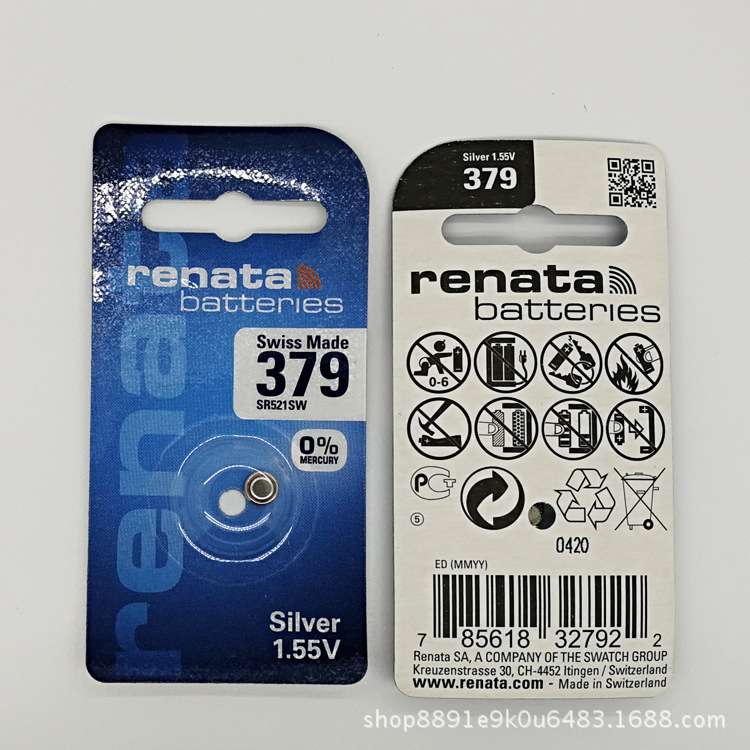 renata
renata
batteries
Swiss Made
379
SR521SW
0%
MERCURY
Silver
1.55V
Silver 1.55V
379
renata
batteries
0-6
PCT
5
0420
ED (MMYY)
7 85618 32792 2
Renata SA, A COMPANY OF THE SWATCH GROUP
Kreuzenstrasse 30, CH-4452 Itingen / Switzerland
www.renata.com - Made in Switzerland
shop8891e9k0u6483.1688.com